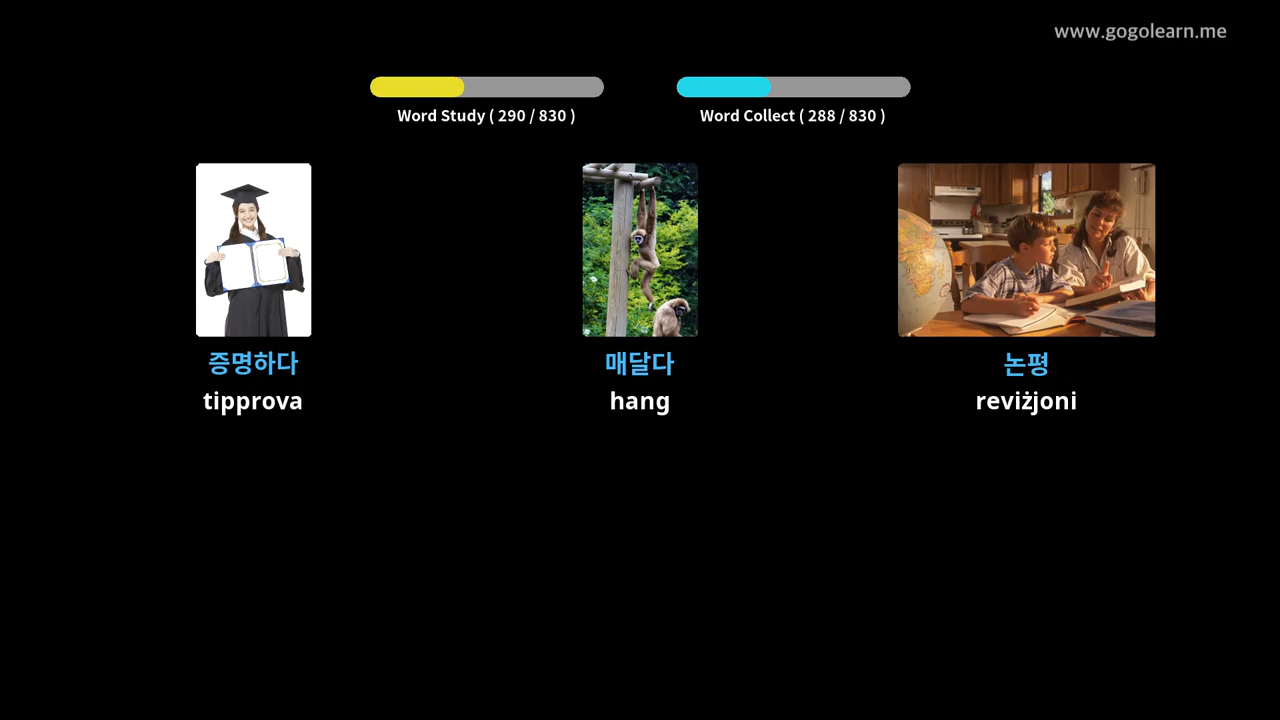 www.gogolearn.me
Word Study ( 290 / 830 )
Word Collect ( 288 / 830 )
증명하다
tipprova
매달다
hang
논평
reviżjoni